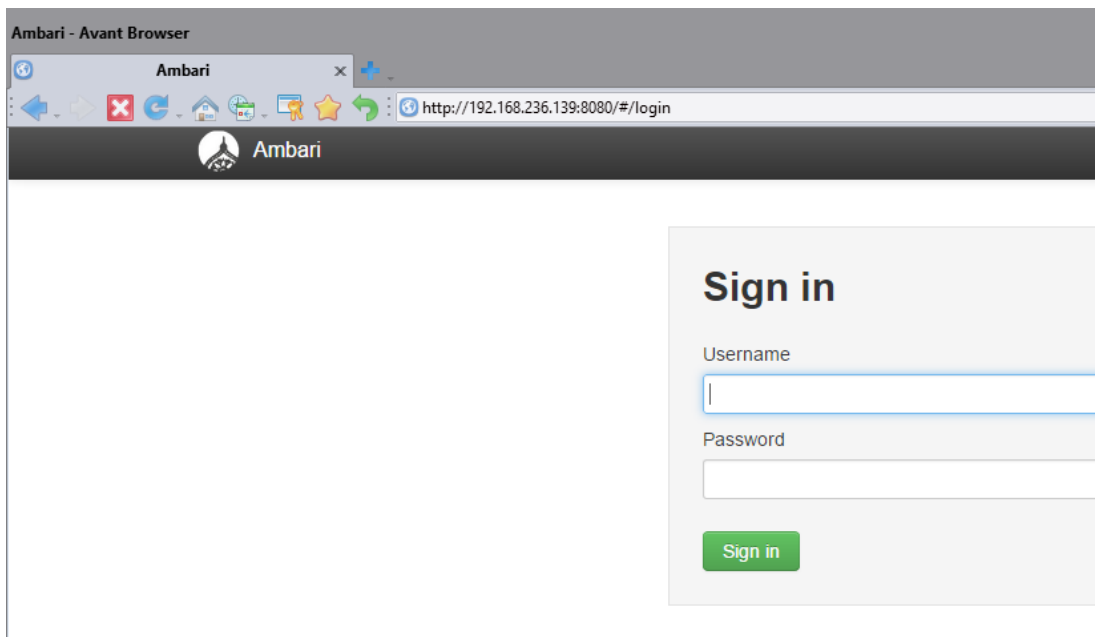 Ambari - Avant Browser
Ambari
http://192.168.236.139:8080/#/login
Ambari
Sign in
Username
Password
Sign in